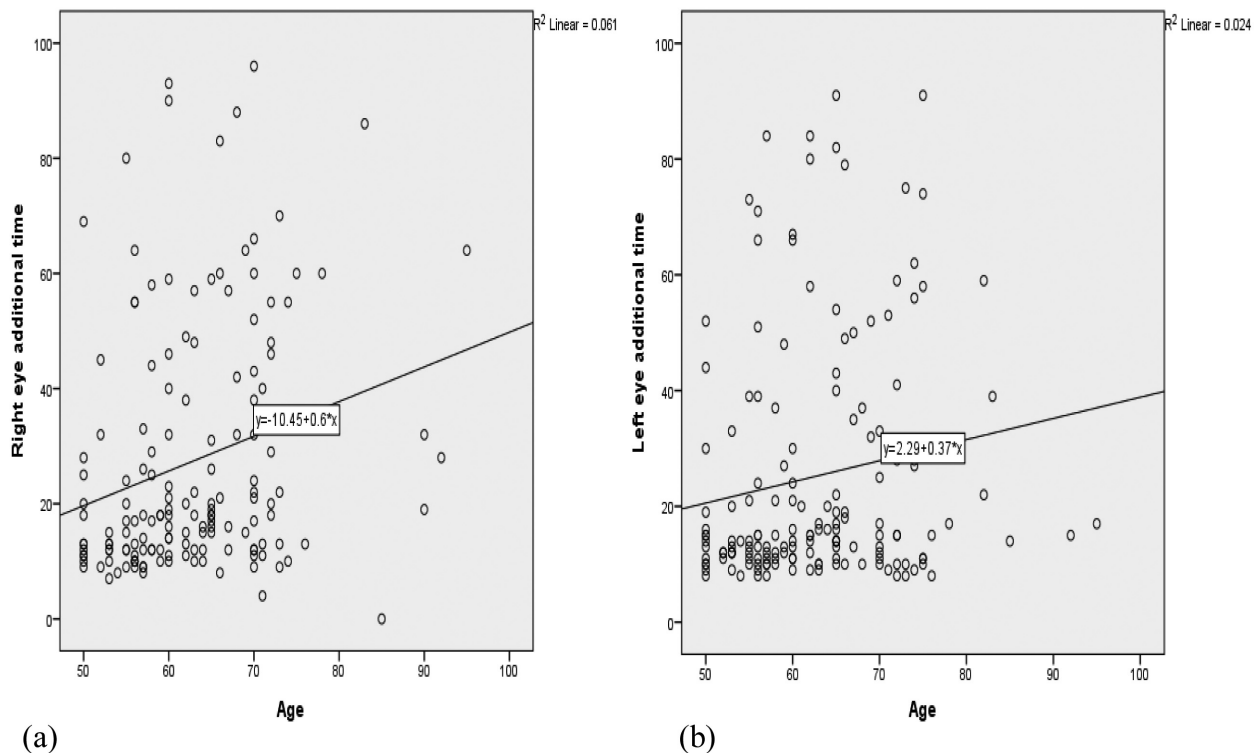 R² Linear = 0.061
100
80
60
40
20
0
Right eye additional time
y=-10.45+0.6*x
50 60 70 80 90 100
Age
(a)
R² Linear = 0.024
100
80
60
40
20
0
Left eye additional time
y=2.29+0.37*x
50 60 70 80 90 100
Age
(b)